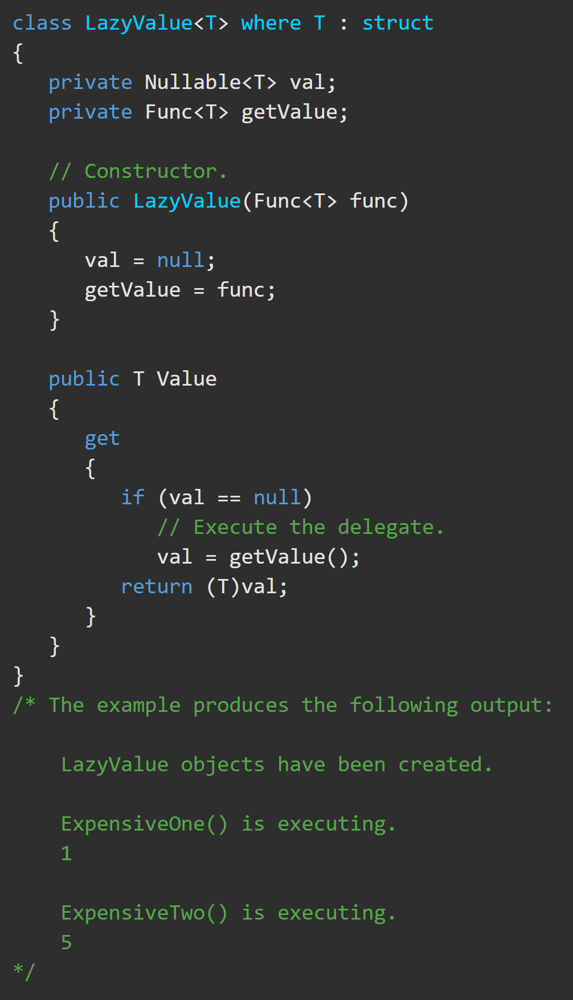 class LazyValue<T> where T : struct
{
   private Nullable<T> val;
   private Func<T> getValue;

   // Constructor.
   public LazyValue(Func<T> func)
   {
      val = null;
      getValue = func;
   }

   public T Value
   {
      get
      {
         if (val == null)
            // Execute the delegate.
            val = getValue();
         return (T)val;
      }
   }
}
/* The example produces the following output:

    LazyValue objects have been created.

    ExpensiveOne() is executing.
    1

    ExpensiveTwo() is executing.
    5
*/